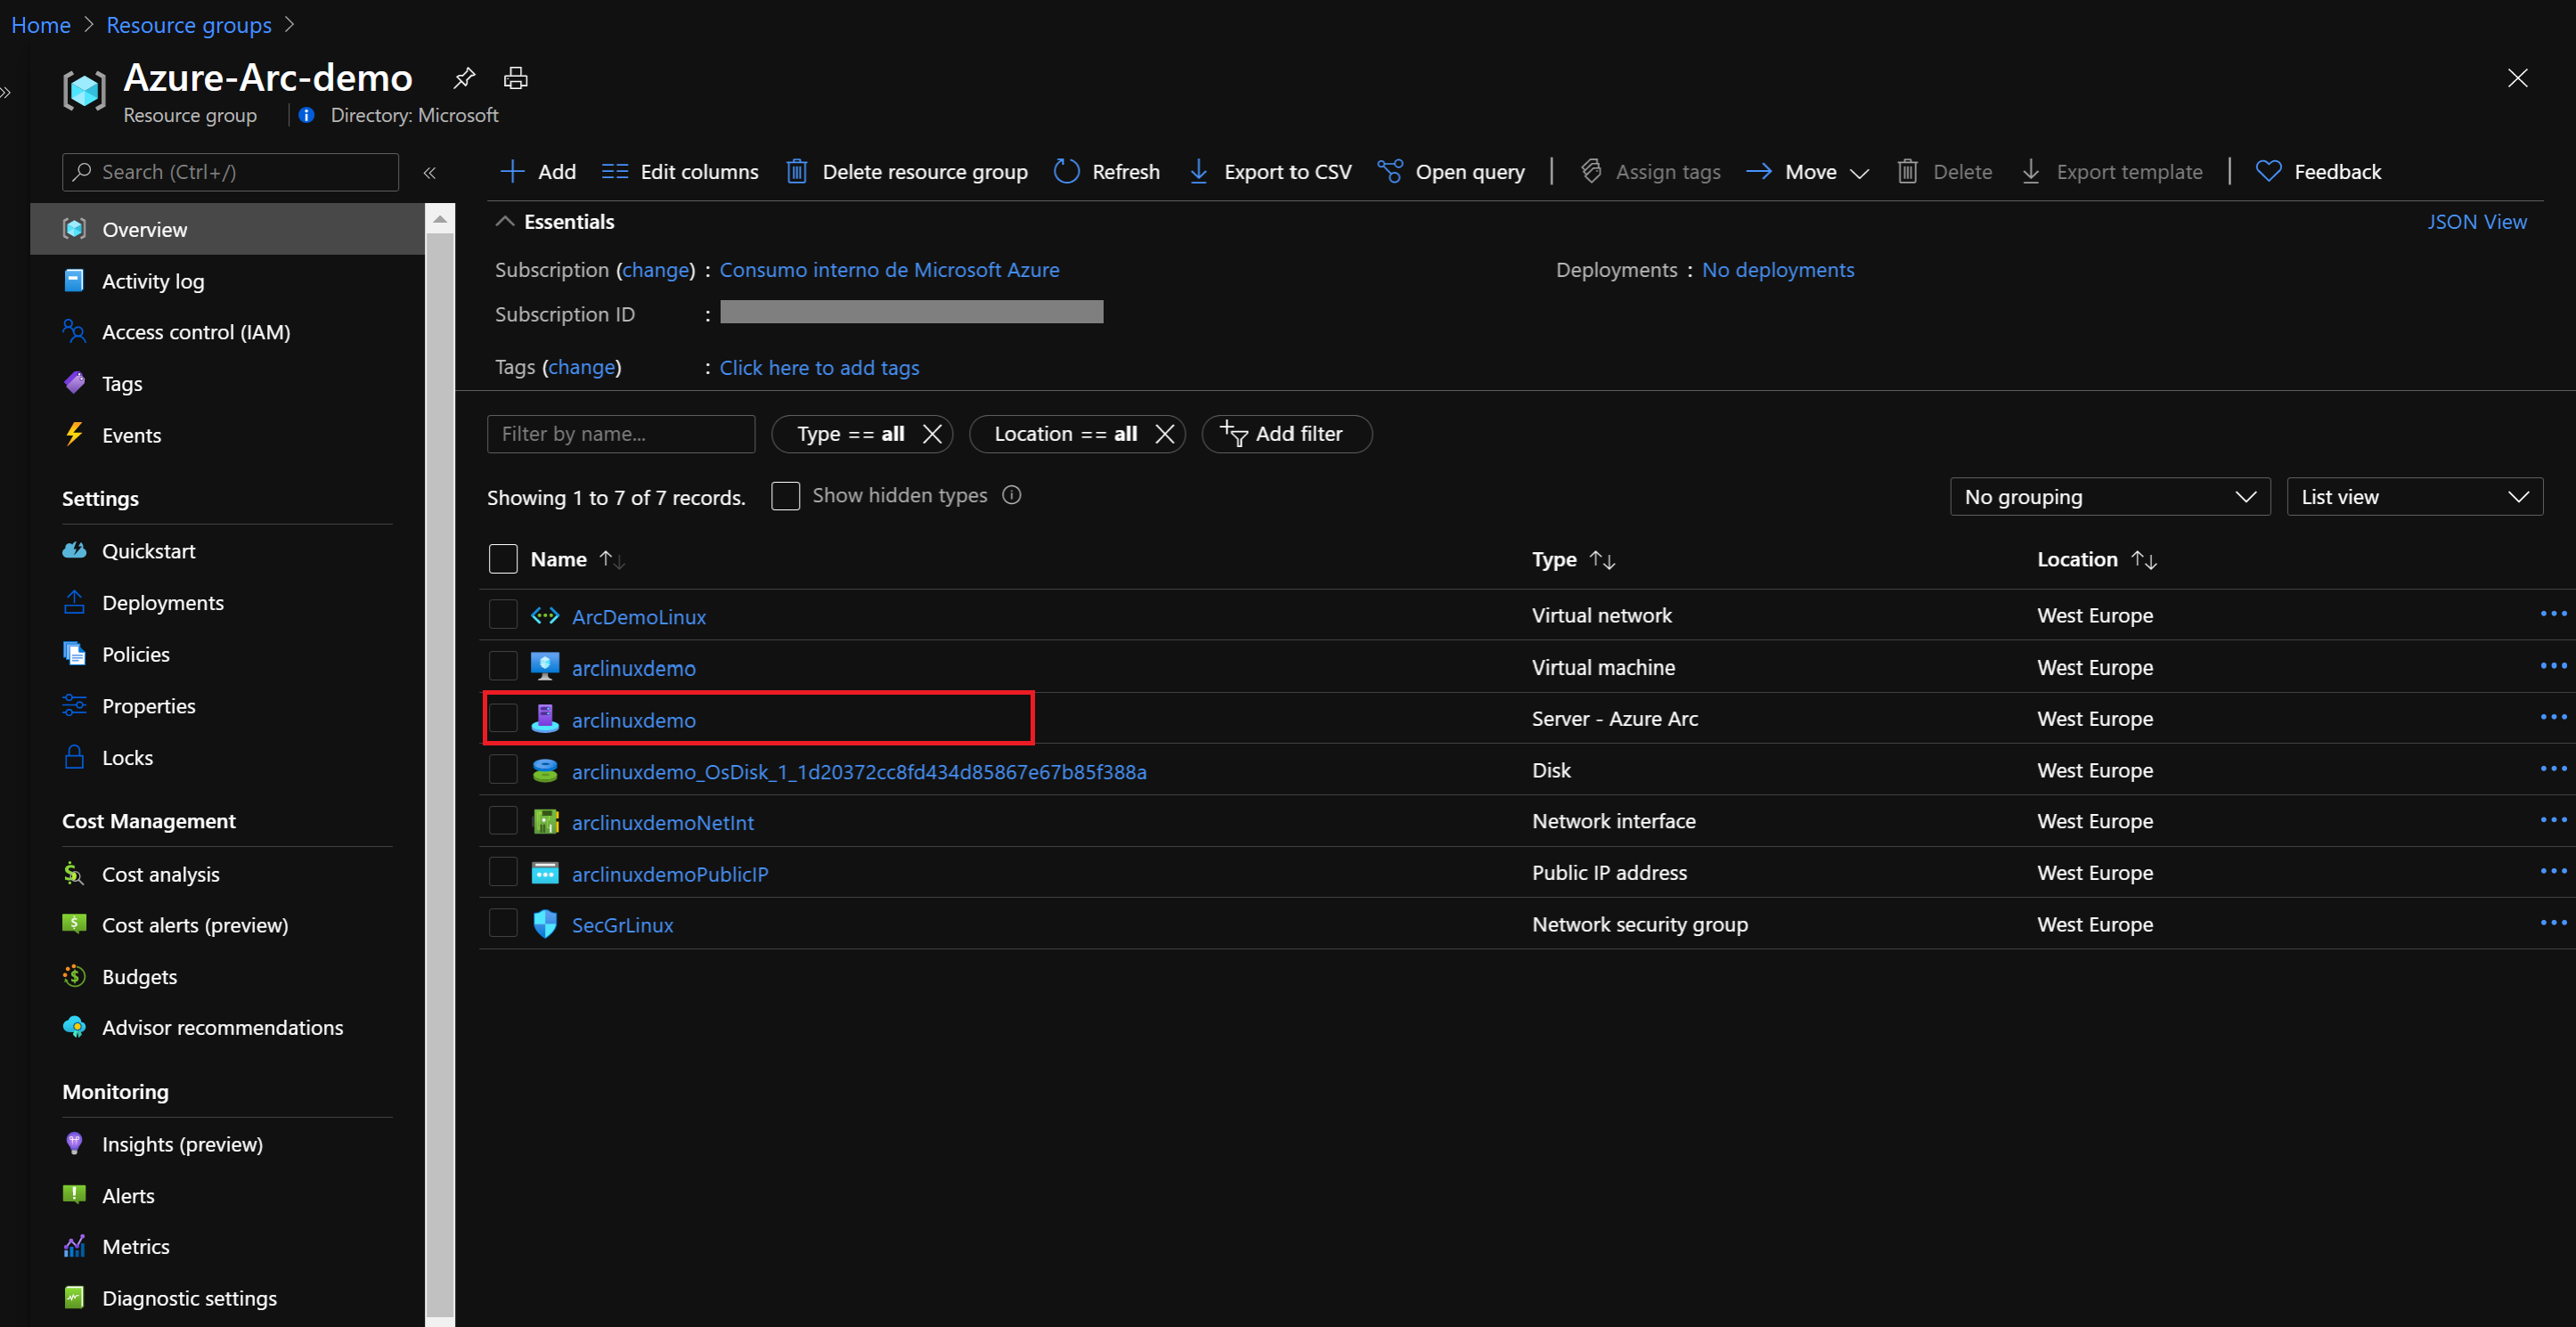 Home > Resource groups >
Azure-Arc-demo
Resource group
Directory: Microsoft
Search (Ctrl+/)
Overview
Activity log
Access control (IAM)
Tags
Events
Settings
Quickstart
Deployments
Policies
Properties
Locks
Cost Management
Cost analysis
Cost alerts (preview)
Budgets
Advisor recommendations
Monitoring
Insights (preview)
Alerts
Metrics
Diagnostic settings
Add Edit columns Delete resource group Refresh Export to CSV Open query Assign tags Move Delete Export template Feedback
Essentials
JSON View
Subscription (change) : Consumo interno de Microsoft Azure
Deployments : No deployments
Subscription ID :
Tags (change) : Click here to add tags
Filter by name... Type == all Location == all Add filter
Showing 1 to 7 of 7 records. Show hidden types
No grouping List view
Name Type Location
ArcDemoLinux Virtual network West Europe
arclinuxdemo Virtual machine West Europe
arclinuxdemo Server - Azure Arc West Europe
arclinuxdemo_OsDisk_1_1d20372cc8fd434d85867e67b85f388a Disk West Europe
arclinuxdemoNetInt Network interface West Europe
arclinuxdemoPublicIP Public IP address West Europe
SecGrLinux Network security group West Europe